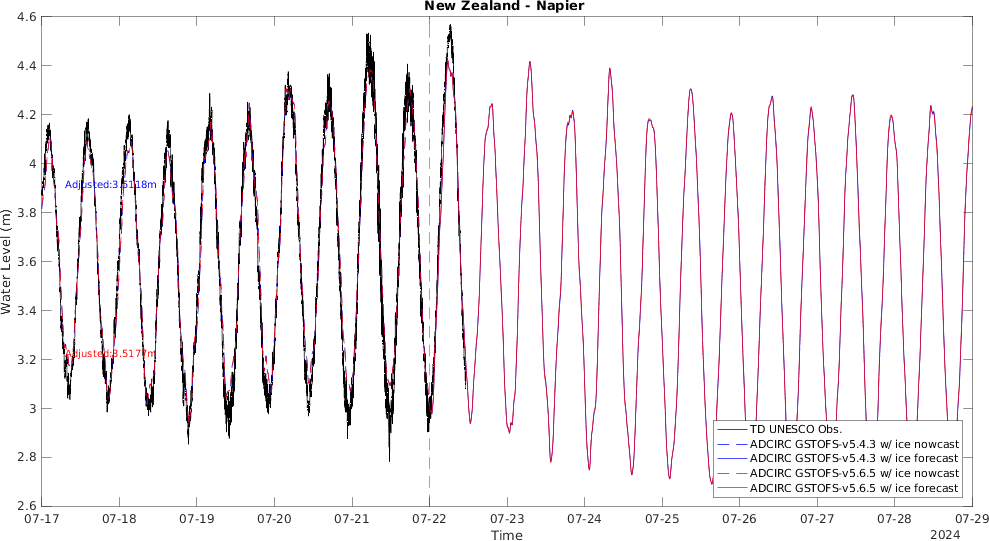 New Zealand - Napier
4.6
4.4
4.2
4
3.8
3.6
3.4
3.2
3
2.8
2.6
Water Level (m)
Adjusted:3.5118m
Adjusted:3.5177m
TD UNESCO Obs.
ADCIRC GSTOFS-v5.4.3 w/ ice nowcast
ADCIRC GSTOFS-v5.4.3 w/ ice forecast
ADCIRC GSTOFS-v5.6.5 w/ ice nowcast
ADCIRC GSTOFS-v5.6.5 w/ ice forecast
07-17 07-18 07-19 07-20 07-21 07-22 07-23 07-24 07-25 07-26 07-27 07-28 07-29
Time 2024